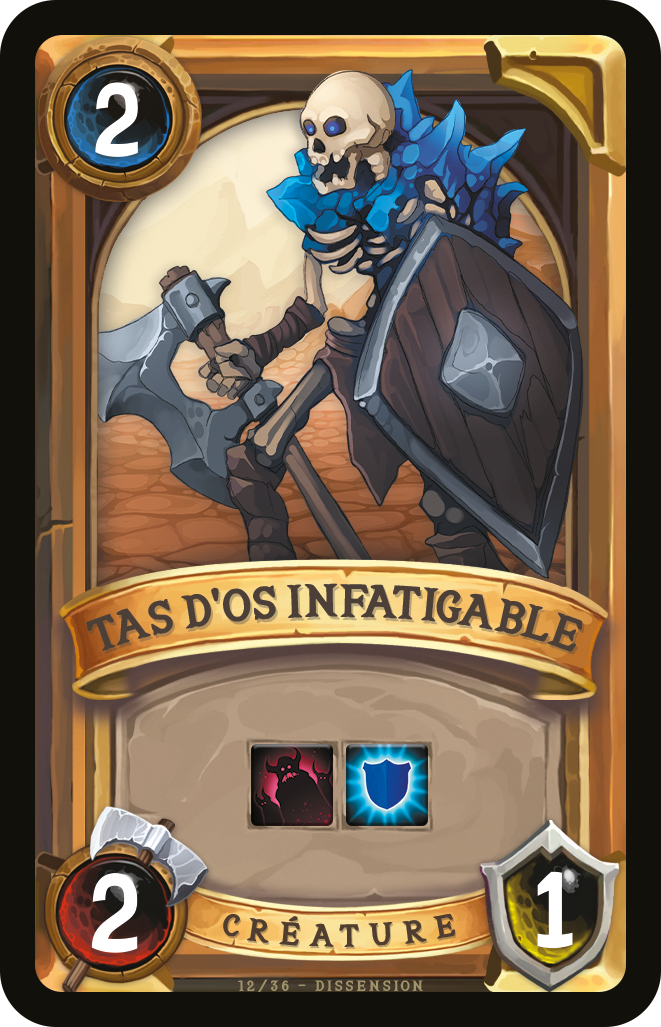 2
TAS D'OS INFATIGABLE
2
CRÉATURE
1
12/36 – DISSENSION